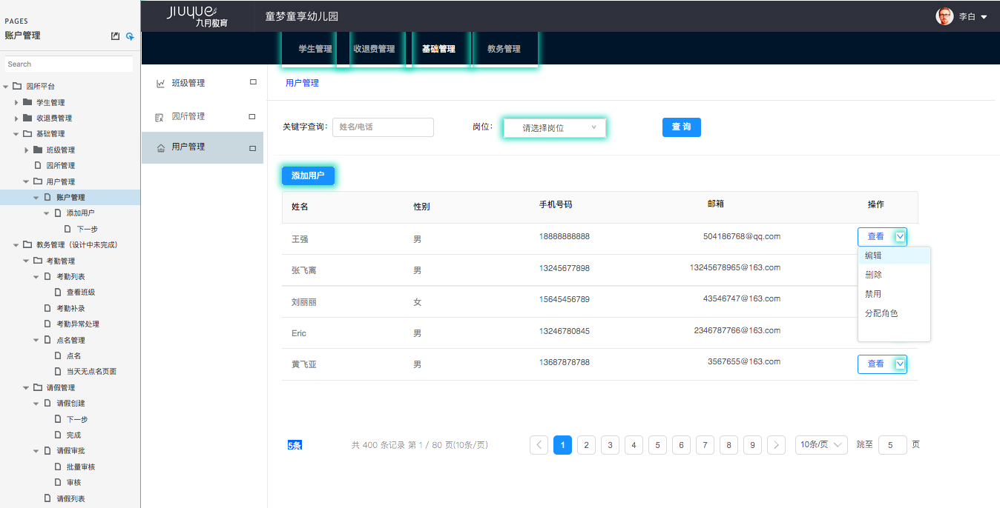 PAGES
账户管理
Search
园所平台
学生管理
收退费管理
基础管理
班级管理
园所管理
用户管理
账户管理
添加用户
下一步
教务管理（设计中未完成）
考勤管理
考勤列表
查看班级
考勤补录
考勤异常处理
点名管理
点名
当天无点名页面
请假管理
请假创建
下一步
完成
请假审批
批量审核
审核
请假列表
JIUYUE
九月教育
童梦童享幼儿园
李白
学生管理 收退费管理 基础管理 教务管理
班级管理
园所管理
用户管理
用户管理
关键字查询： 姓名/电话 岗位： 请选择岗位 查 询
添加用户
姓名 性别 手机号码 邮箱 操作
王强 男 18888888888 504186768@qq.com 查看
张飞离 男 13245677898 13245678965@163.com
刘丽丽 女 15645456789 43546747@163.com
Eric 男 13246780845 2346787766@163.com
黄飞亚 男 13687878788 3567655@163.com 查看
编辑
删除
禁用
分配角色
5条 共 400 条记录 第 1 / 80 页(10条/页) 1 2 3 4 5 6 7 8 9 10条/页 跳至 5 页